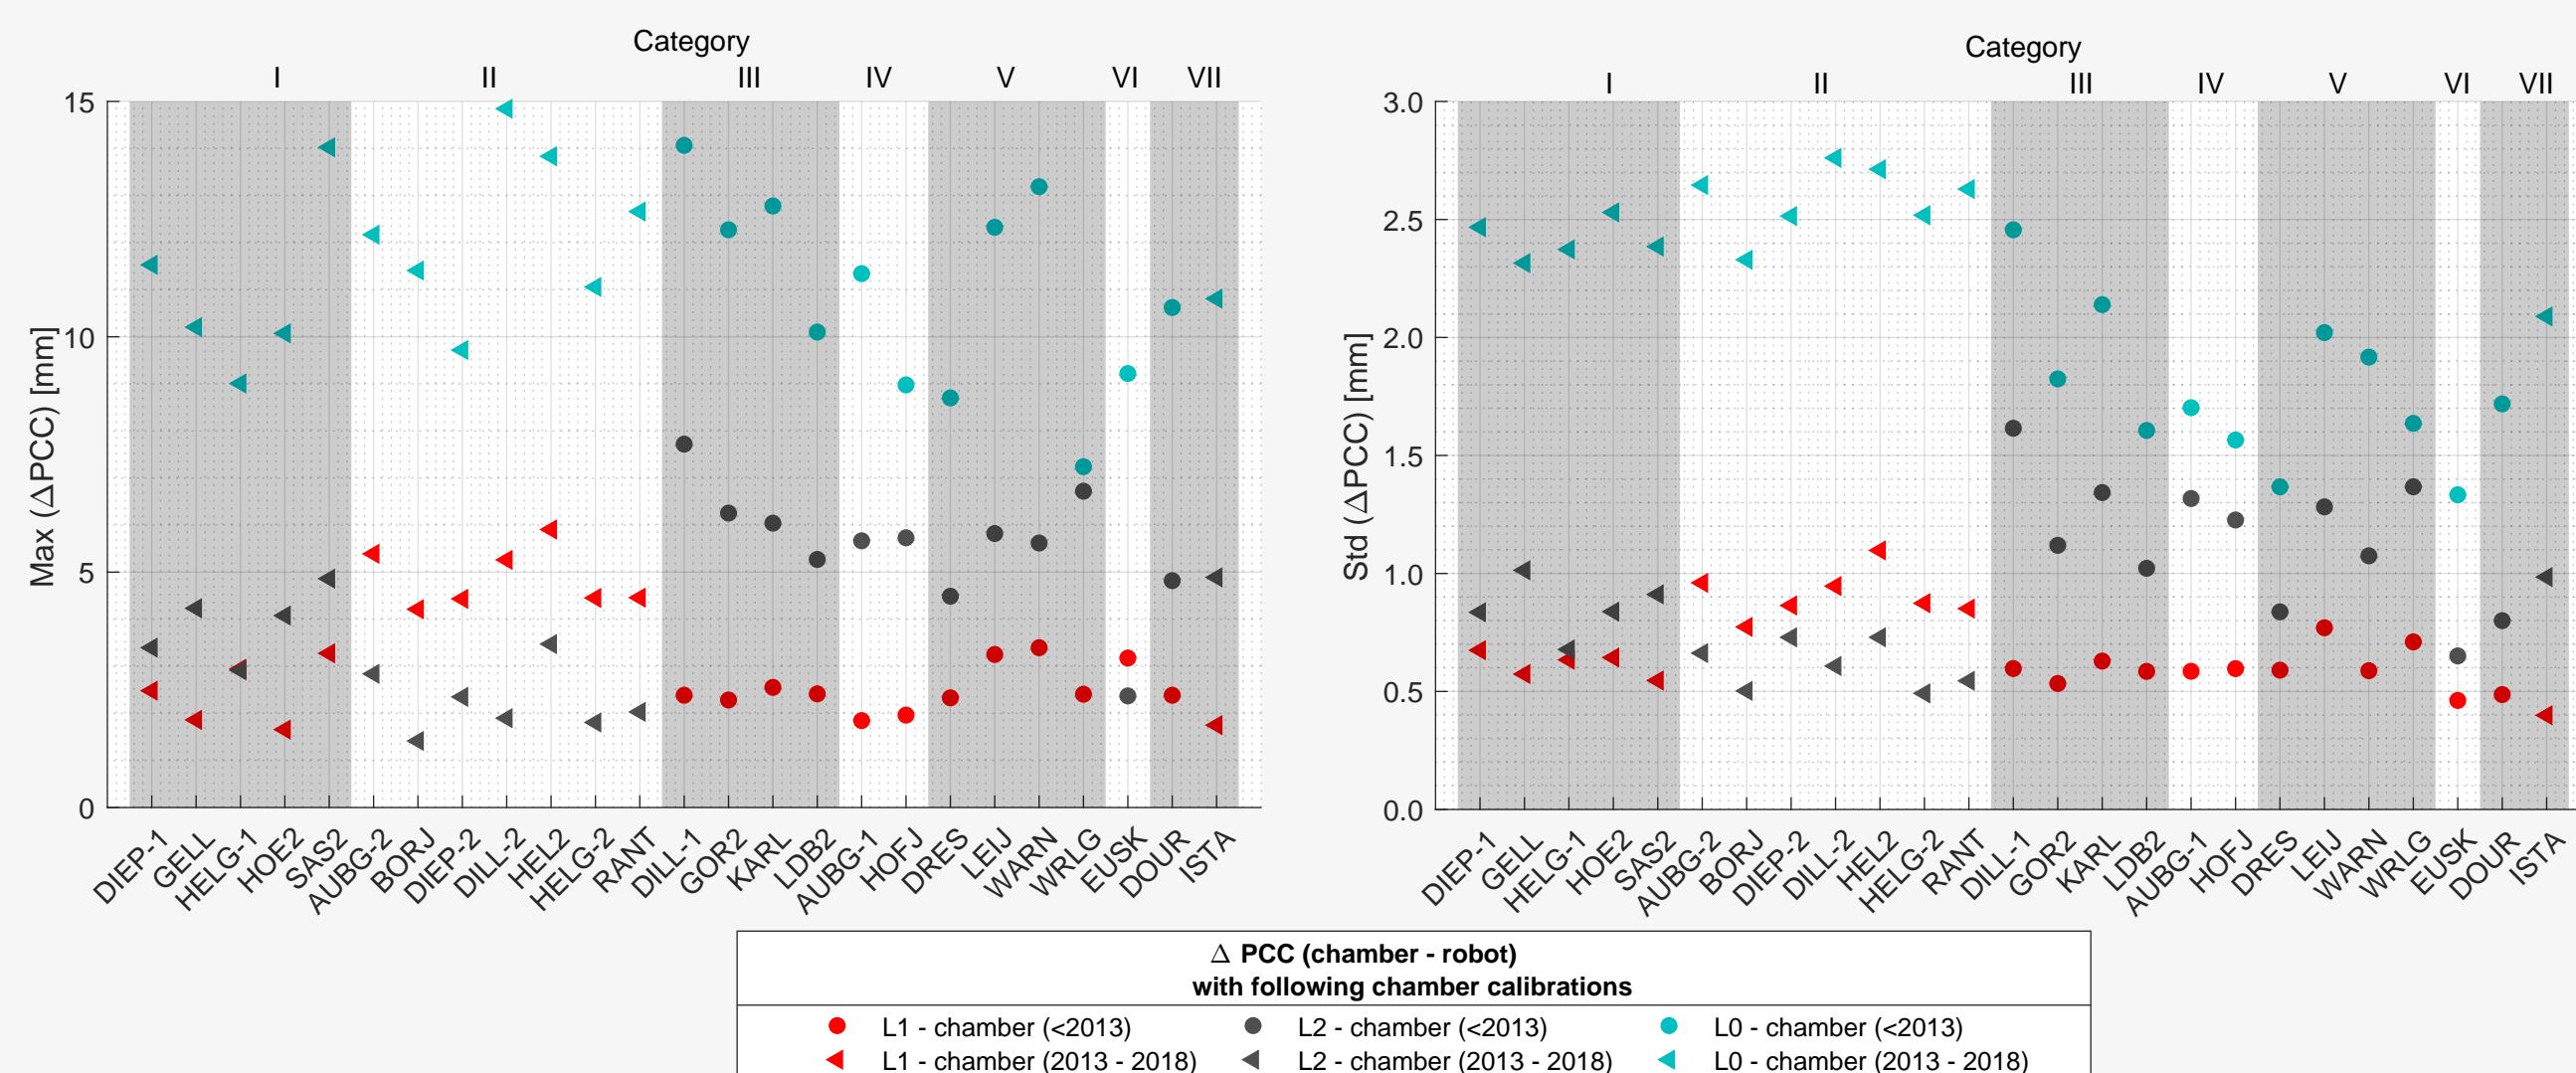 Category
I II III IV V VI VII
15
10
5
0
Max (ΔPCC) [mm]
DIEP-1
GELL
HELG-1
HOE2
SAS2
AUBG-2
BORJ
DIEP-2
DILL-2
HEL2
HELG-2
RANT
DILL-1
GOR2
KARL
LDB2
AUBG-1
HOFJ
DRES
LEIJ
WARN
WRLG
EUSK
DOUR
ISTA
Category
I II III IV V VI VII
3.0
2.5
2.0
1.5
1.0
0.5
0.0
Std (ΔPCC) [mm]
DIEP-1
GELL
HELG-1
HOE2
SAS2
AUBG-2
BORJ
DIEP-2
DILL-2
HEL2
HELG-2
RANT
DILL-1
GOR2
KARL
LDB2
AUBG-1
HOFJ
DRES
LEIJ
WARN
WRLG
EUSK
DOUR
ISTA
Δ PCC (chamber - robot)
with following chamber calibrations
L1 - chamber (<2013) L2 - chamber (<2013) L0 - chamber (<2013)
L1 - chamber (2013 - 2018) L2 - chamber (2013 - 2018) L0 - chamber (2013 - 2018)